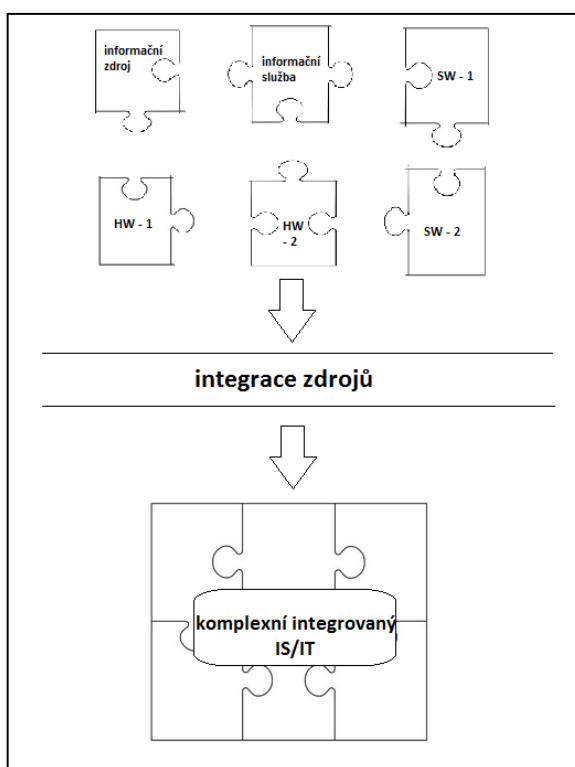 informační
zdroj
informační
služba
SW - 1
HW - 1
HW
- 2
SW - 2
integrace zdrojů
komplexní integrovaný
IS/IT